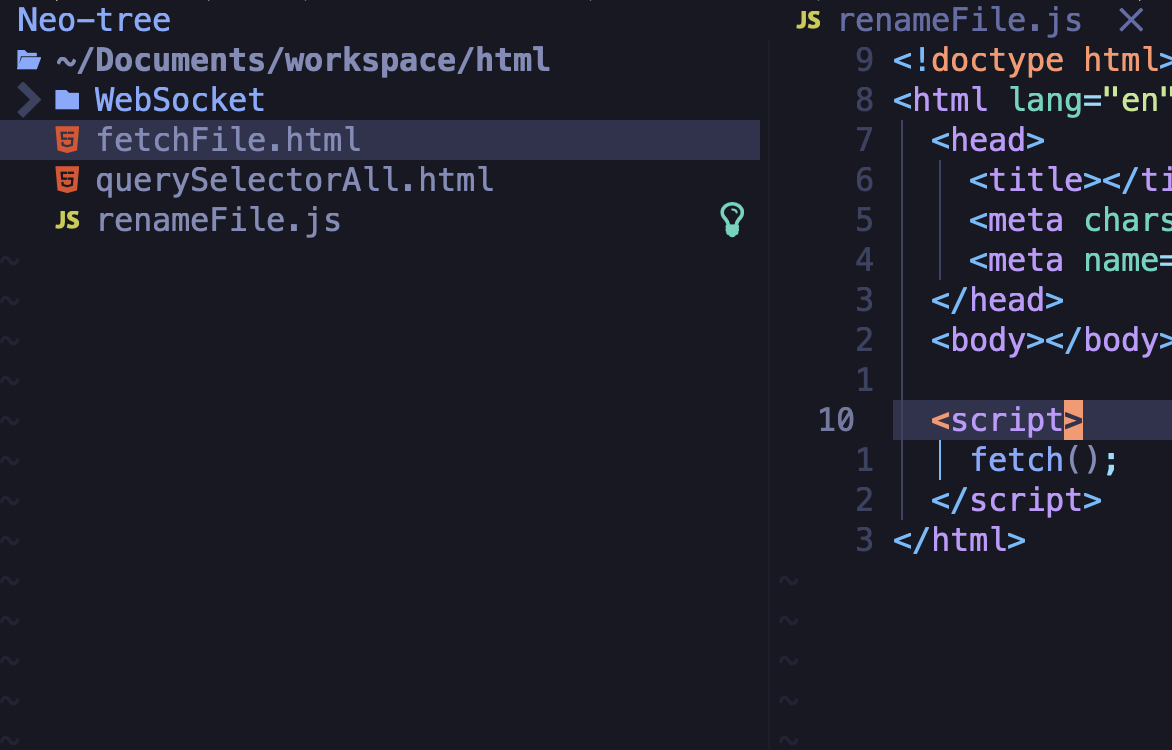 Neo-tree
~/Documents/workspace/html
WebSocket
fetchFile.html
querySelectorAll.html
JS renameFile.js
JS renameFile.js ×
9 <!doctype html>
8 <html lang="en"
7 <head>
6 <title></ti
5 <meta chars
4 <meta name=
3 </head>
2 <body></body>
1
10 <script>
1 fetch();
2 </script>
3 </html>